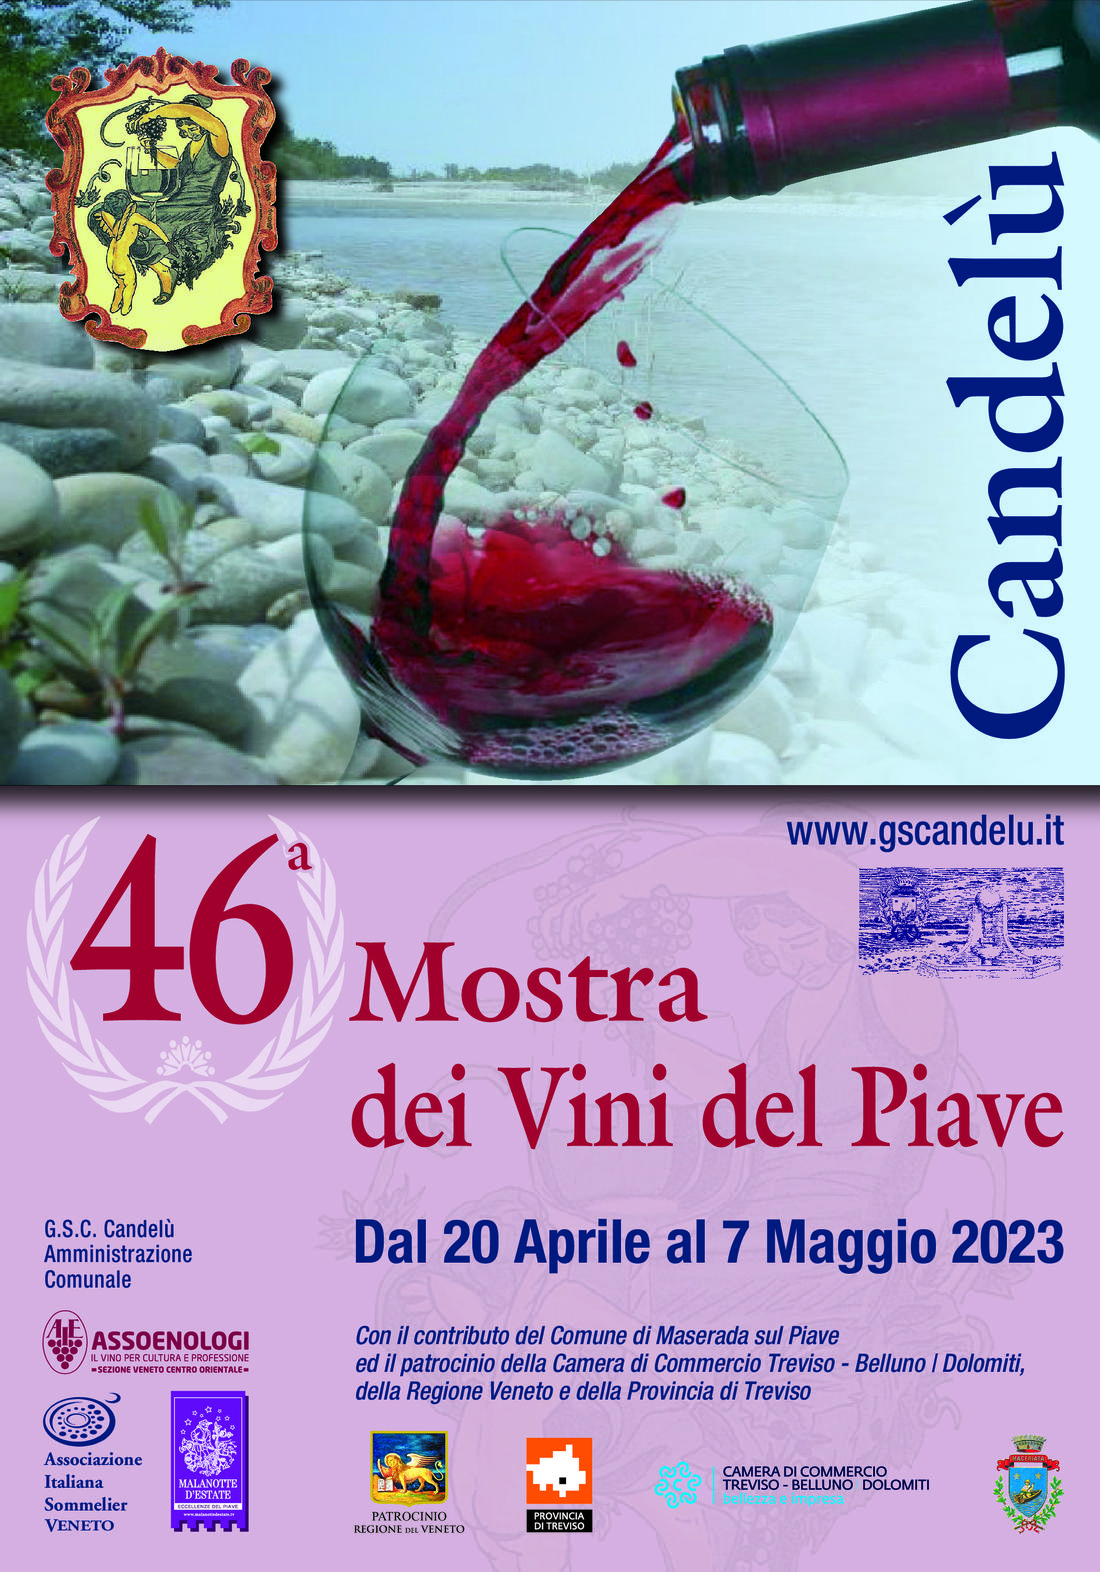 Candelù
www.gscandelu.it
46ª
Mostra
dei Vini del Piave
G.S.C. Candelù
Amministrazione
Comunale
Dal 20 Aprile al 7 Maggio 2023
ASSOENOLOGI
IL VINO PER CULTURA E PROFESSIONE
SEZIONE VENETO CENTRO ORIENTALE
Con il contributo del Comune di Maserada sul Piave
ed il patrocinio della Camera di Commercio Treviso - Belluno | Dolomiti,
della Regione Veneto e della Provincia di Treviso
Associazione
Italiana
Sommelier
VENETO
MALANOTTE
D'ESTATE
ECCELLENZE DEL PIAVE
www.malanottedestate.tv
PATROCINIO
REGIONE DEL VENETO
PROVINCIA
DI TREVISO
CAMERA DI COMMERCIO
TREVISO - BELLUNO DOLOMITI
bellezza e impresa